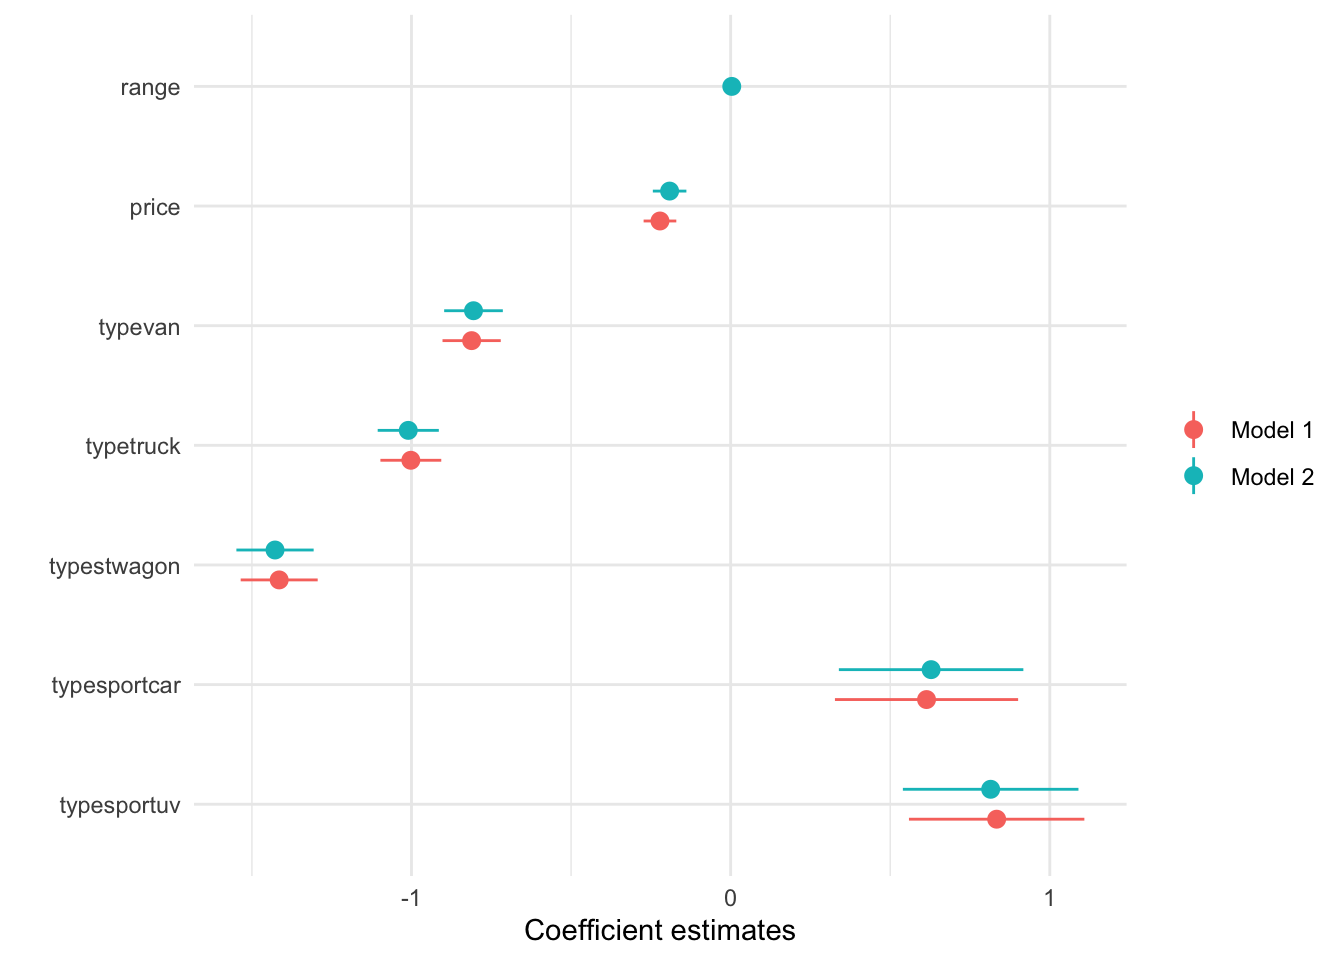 range
price
typevan
typetruck
typestwagon
typesportcar
typesportuv
-1
0
1
Coefficient estimates
Model 1
Model 2